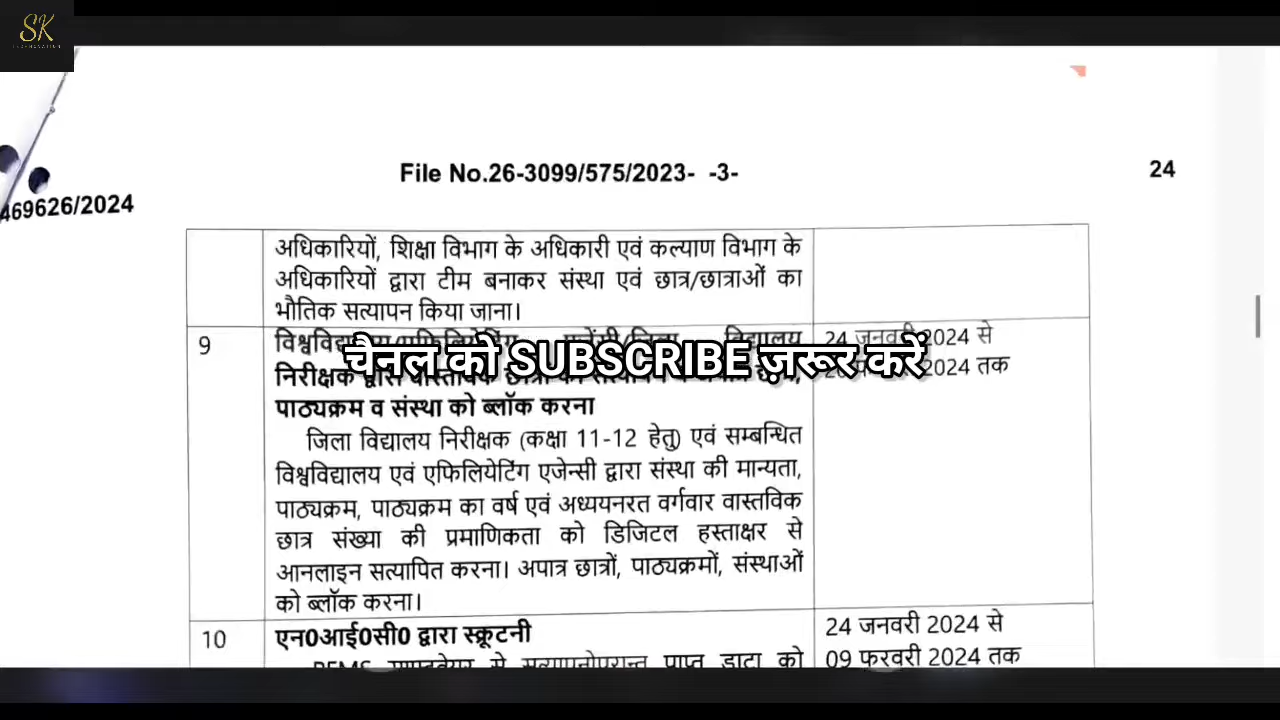 SK
File No.26-3099/575/2023- -3-
24
469626/2024
अधिकारियों, शिक्षा विभाग के अधिकारी एवं कल्याण विभाग के
अधिकारियों द्वारा टीम बनाकर संस्था एवं छात्र/छात्राओं का
भौतिक सत्यापन किया जाना।
9
24 जनवरी 2024 से
चैनल को SUBSCRIBE ज़रूर करें
निरीक्षक द्वारा
2024 तक
पाठ्यक्रम व संस्था को ब्लॉक करना
जिला विद्यालय निरीक्षक (कक्षा 11-12 हेतु) एवं सम्बन्धित
विश्वविद्यालय एवं एफिलियेटिंग एजेन्सी द्वारा संस्था की मान्यता,
पाठ्यक्रम, पाठ्यक्रम का वर्ष एवं अध्ययनरत वर्गवार वास्तविक
छात्र संख्या की प्रमाणिकता को डिजिटल हस्ताक्षर से
आनलाइन सत्यापित करना। अपात्र छात्रों, पाठ्यक्रमों, संस्थाओं
को ब्लॉक करना।
10
एन0आई0सी0 द्वारा स्क्रूटनी
24 जनवरी 2024 से
09 फरवरी 2024 तक